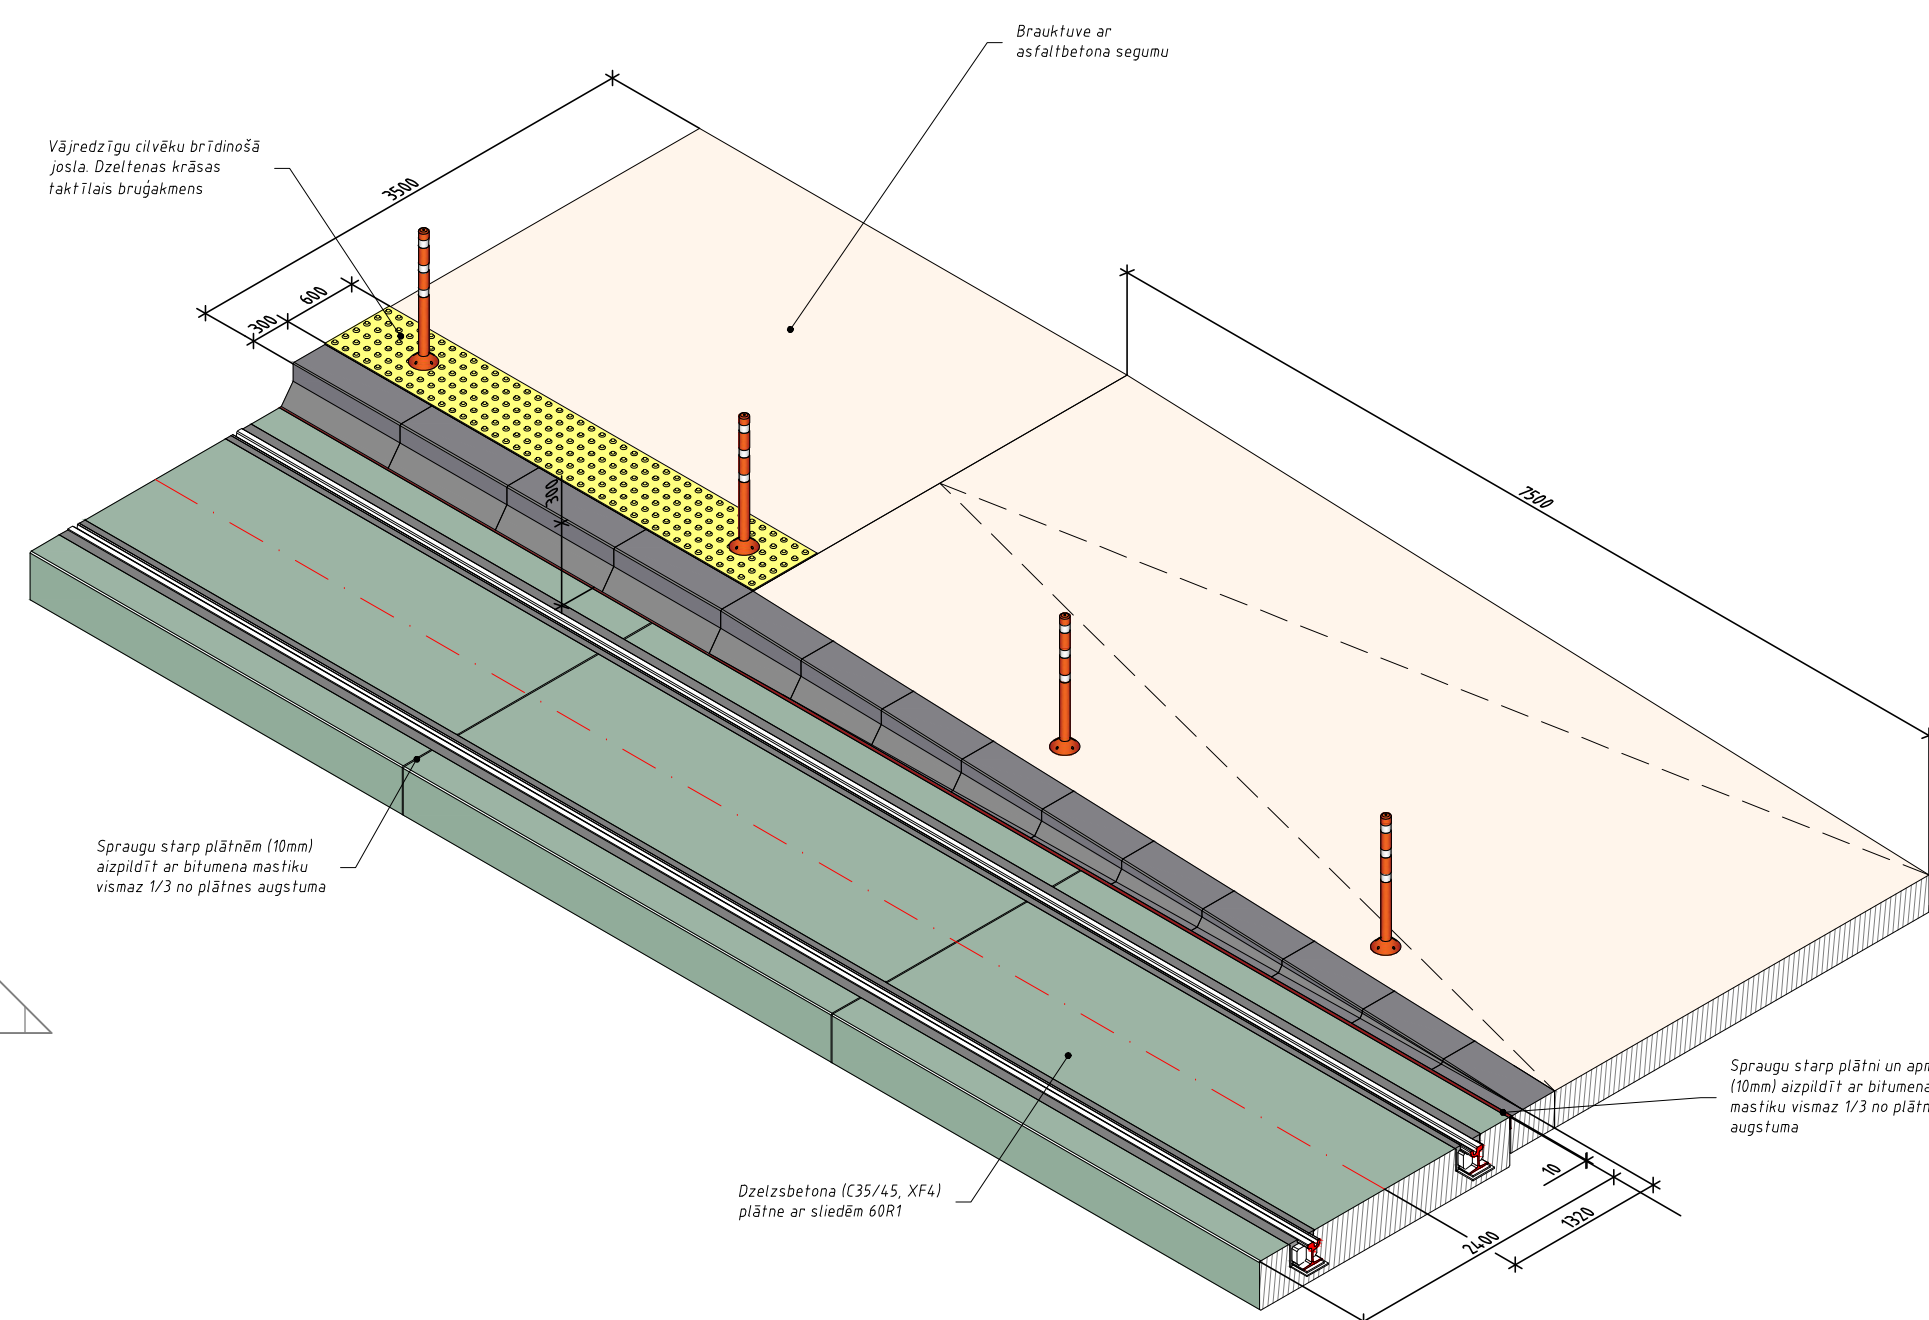 Brauktuve ar
asfaltbetona segumu
Vājredzīgu cilvēku brīdinošā
josla. Dzeltenas krāsas
taktīlais bruģakmens
3500
600
300
300
7500
Spraugu starp plātnēm (10mm)
aizpildīt ar bitumena mastiku
vismaz 1/3 no plātnes augstuma
Spraugu starp plātni un apm
(10mm) aizpildīt ar bitumena
mastiku vismaz 1/3 no plātn
augstuma
Dzelzsbetona (C35/45, XF4)
plātne ar sliedēm 60R1
10
1320
2400